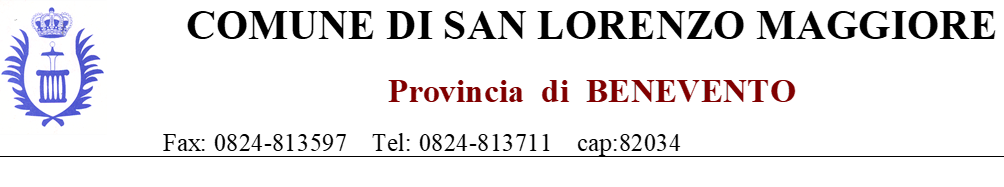 COMUNE DI SAN LORENZO MAGGIORE
Provincia di BENEVENTO
Fax: 0824-813597 Tel: 0824-813711 cap:82034